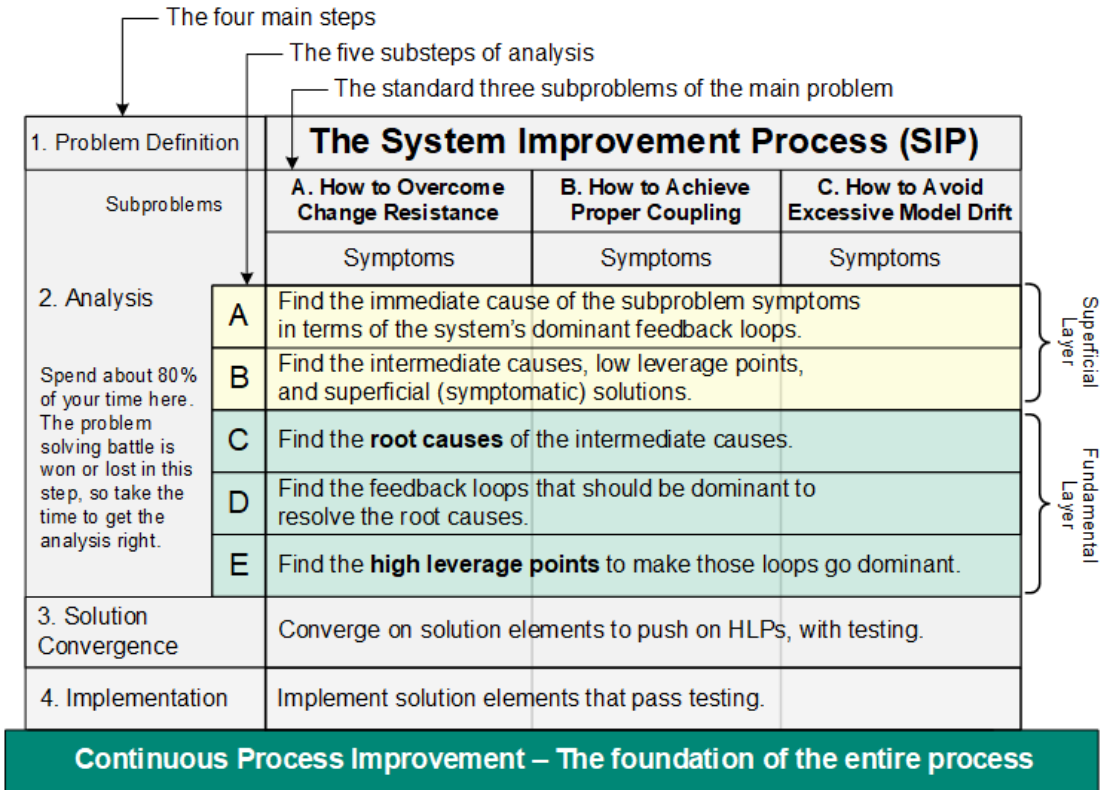 The four main steps
The five substeps of analysis
The standard three subproblems of the main problem
1. Problem Definition
The System Improvement Process (SIP)
Subproblems
A. How to Overcome
Change Resistance
B. How to Achieve
Proper Coupling
C. How to Avoid
Excessive Model Drift
Symptoms
Symptoms
Symptoms
2. Analysis
Spend about 80%
of your time here.
The problem
solving battle is
won or lost in this
step, so take the
time to get the
analysis right.
A
Find the immediate cause of the subproblem symptoms
in terms of the system's dominant feedback loops.
B
Find the intermediate causes, low leverage points,
and superficial (symptomatic) solutions.
Superficial
Layer
C
Find the root causes of the intermediate causes.
D
Find the feedback loops that should be dominant to
resolve the root causes.
E
Find the high leverage points to make those loops go dominant.
Fundamental
Layer
3. Solution
Convergence
Converge on solution elements to push on HLPs, with testing.
4. Implementation
Implement solution elements that pass testing.
Continuous Process Improvement – The foundation of the entire process